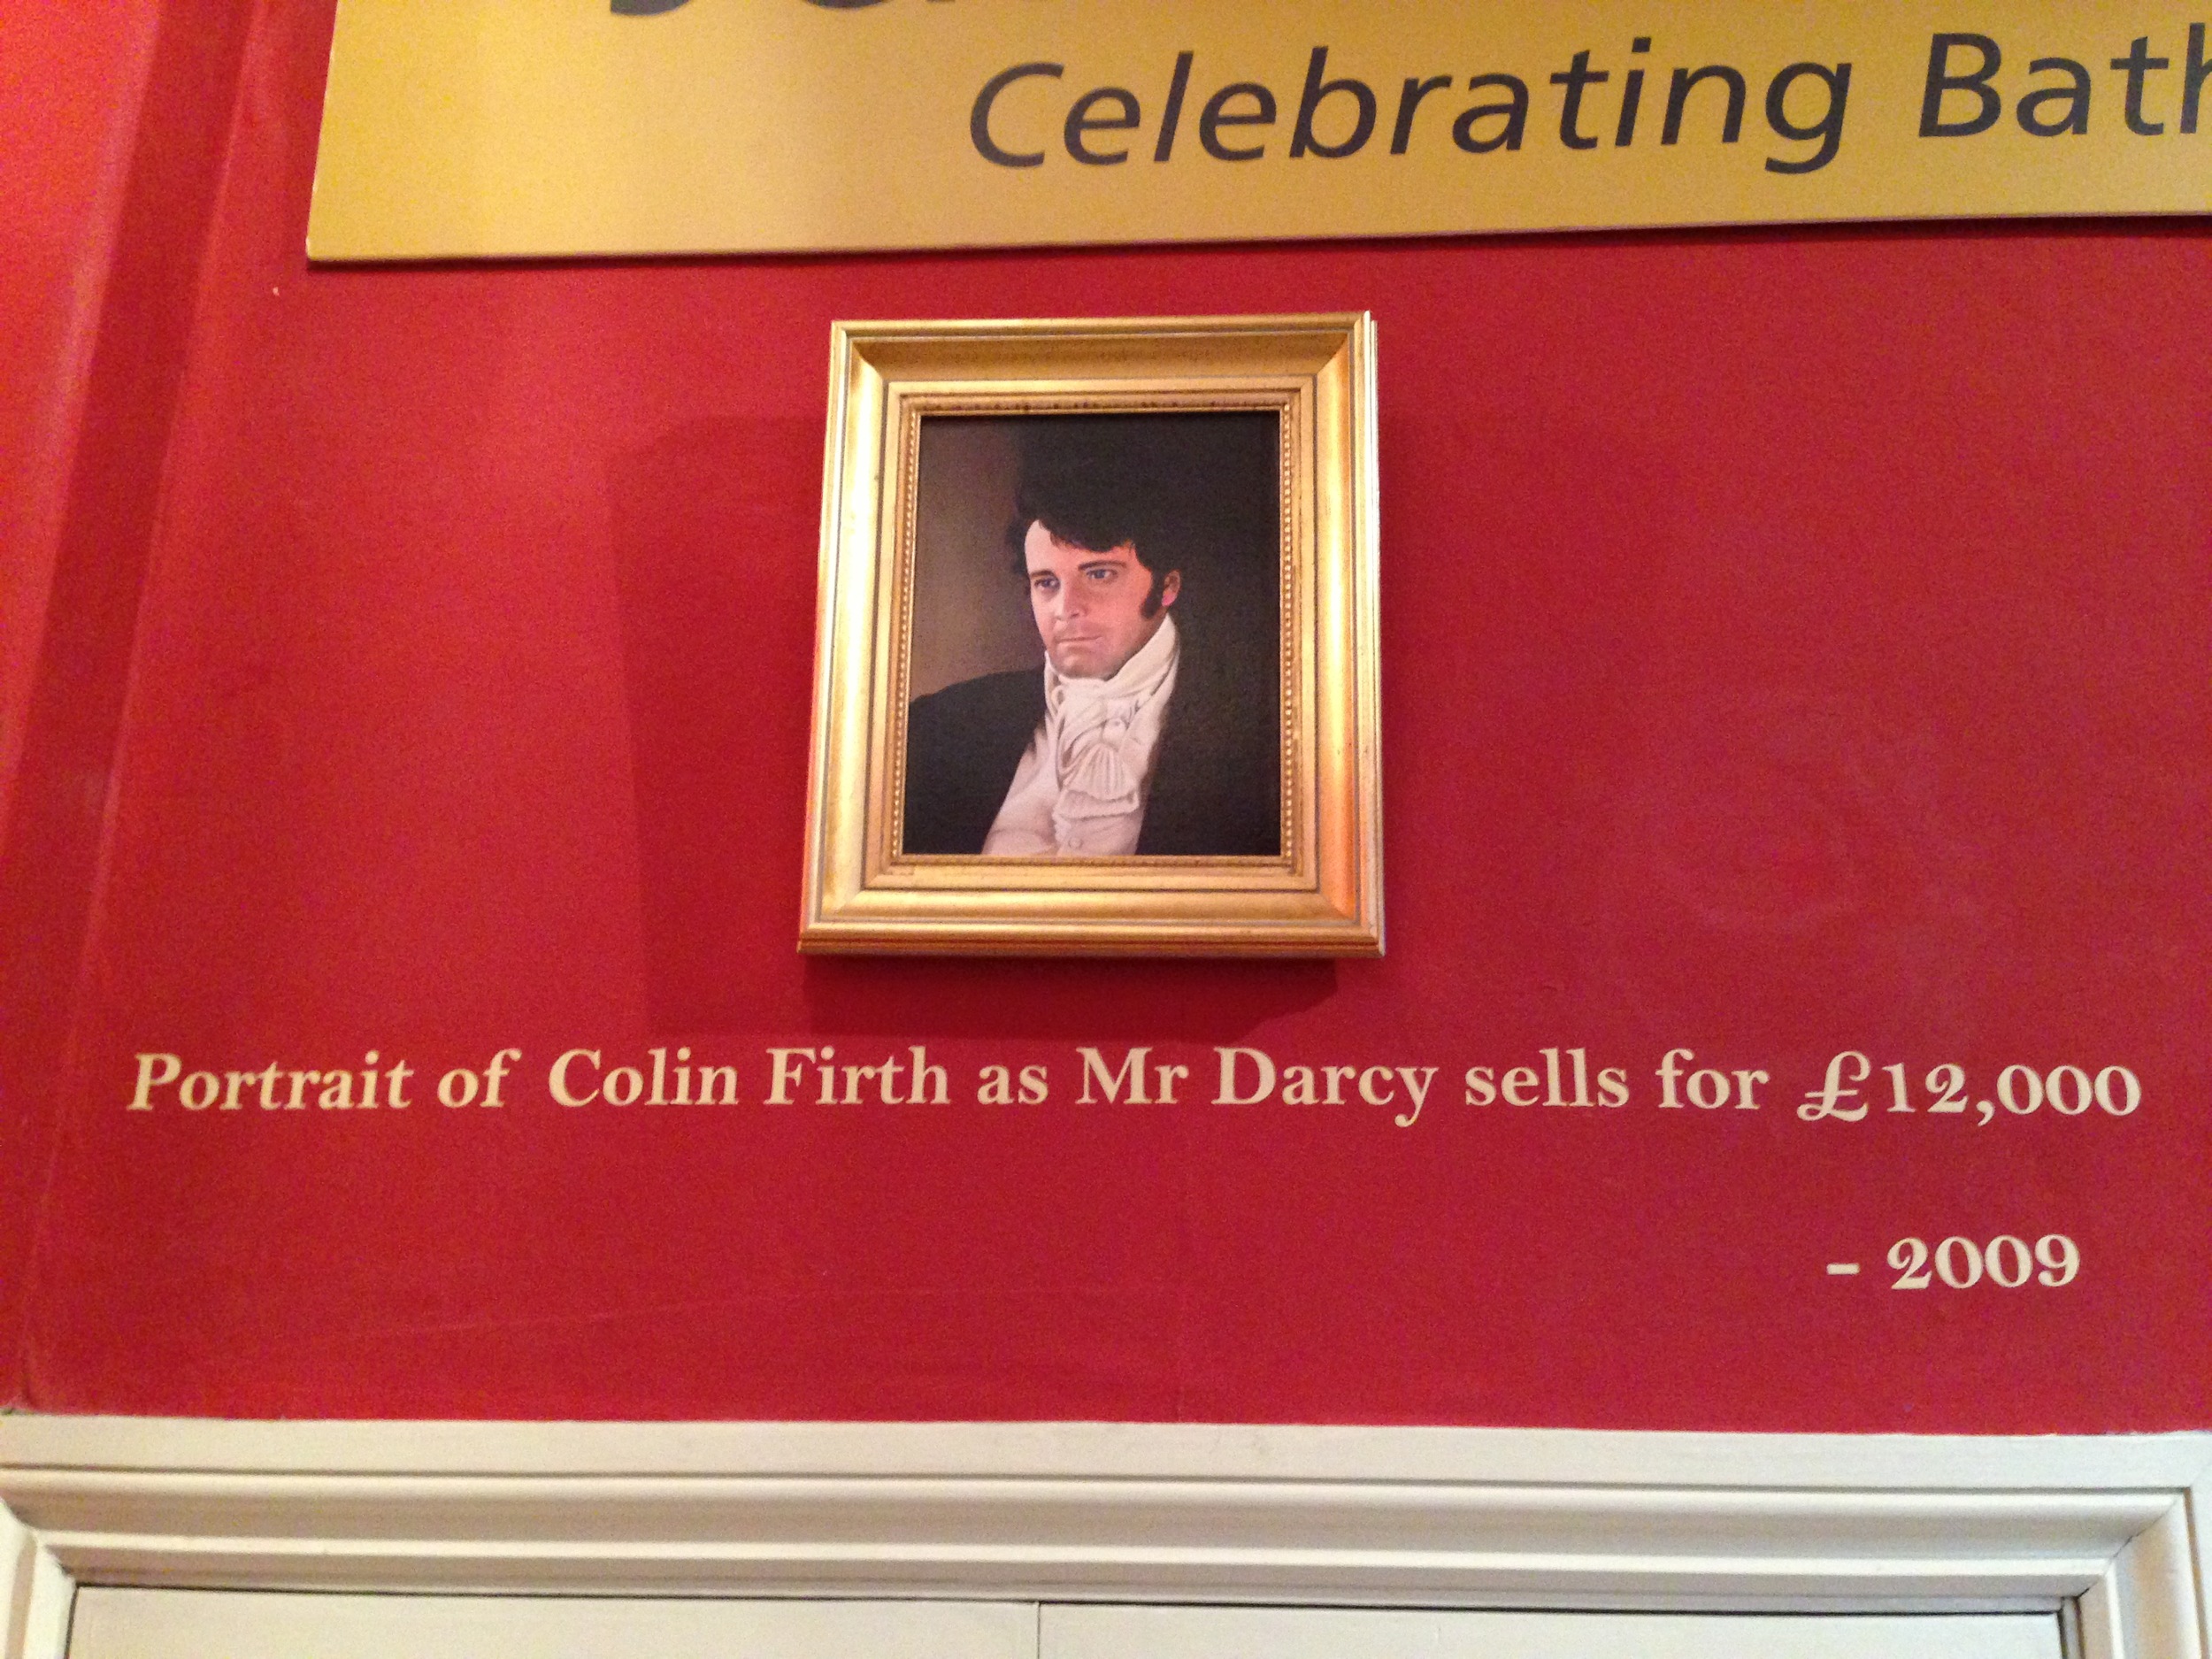 Celebrating Bath
Portrait of Colin Firth as Mr Darcy sells for £12,000
- 2009